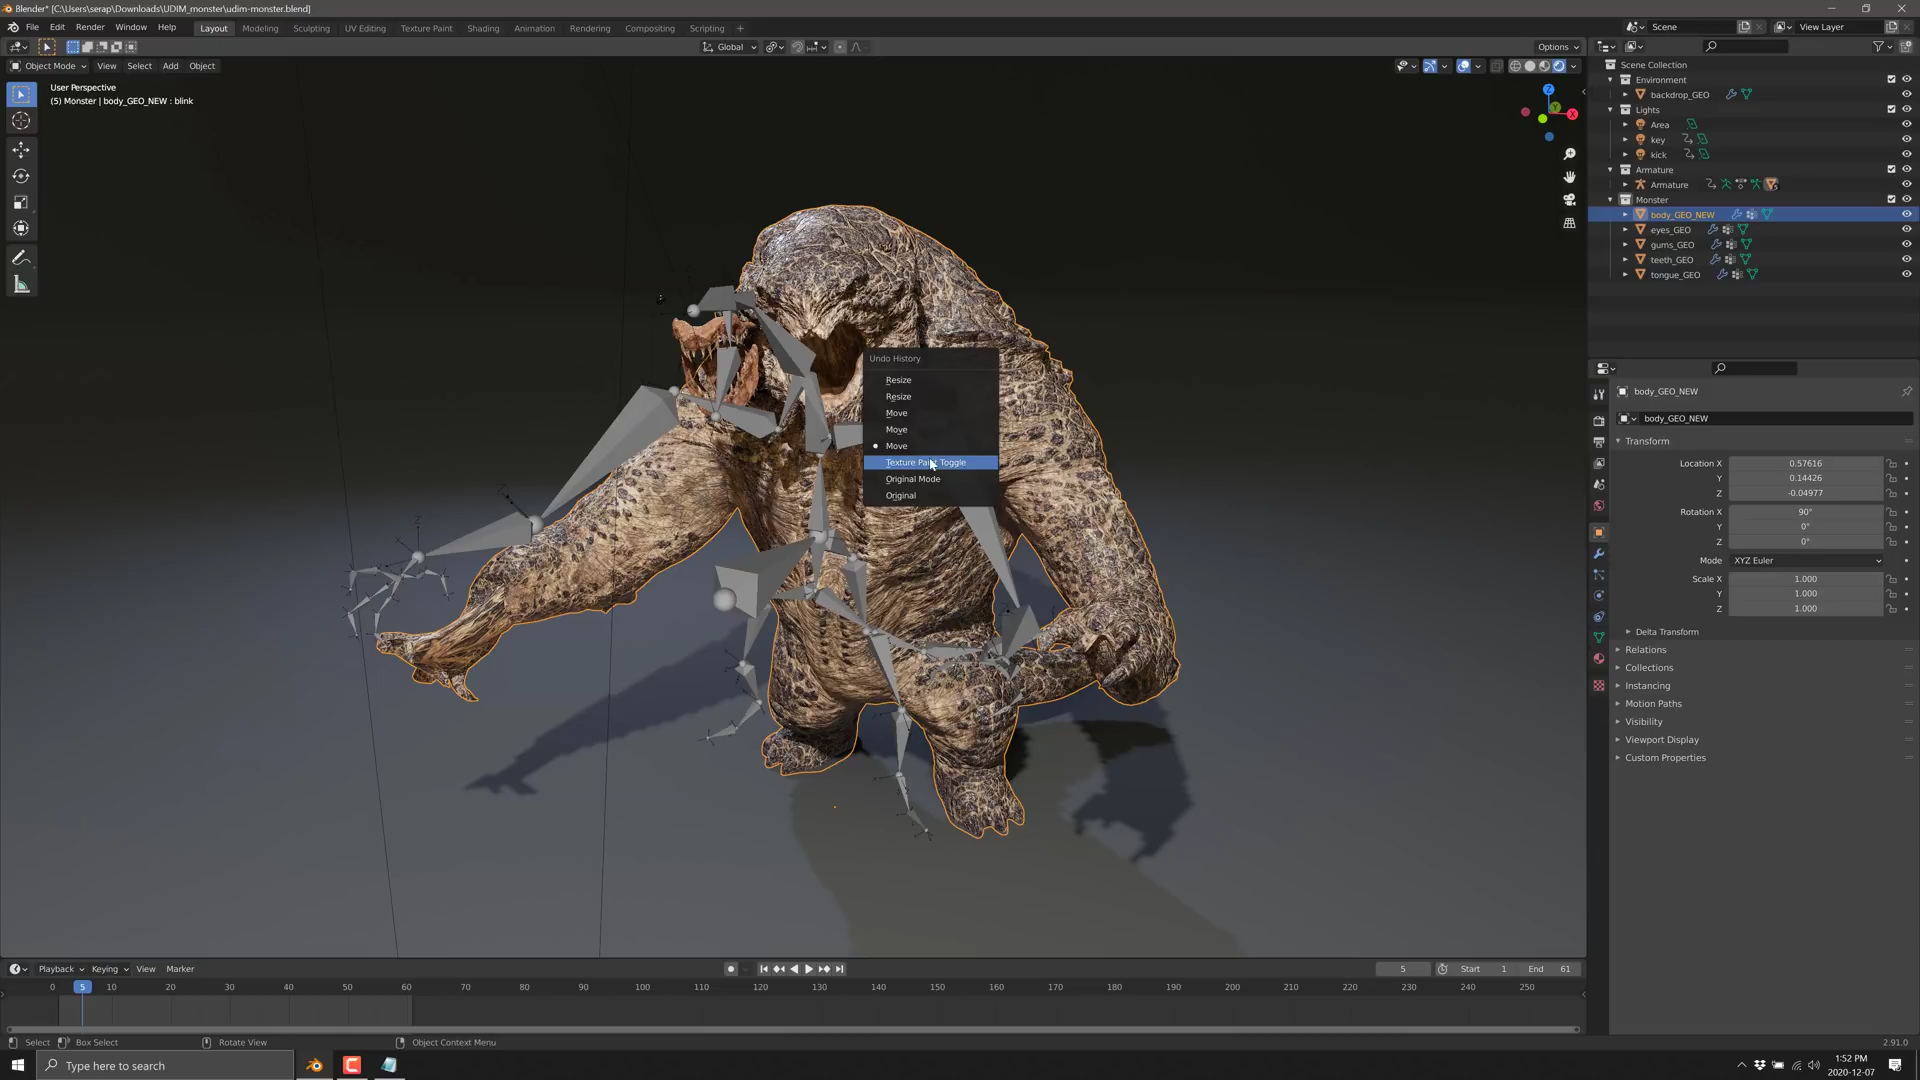 Blender* [C:\Users\serap\Downloads\UDIM_monster\udim-monster.blend]
File Edit Render Window Help
Layout Modeling Sculpting UV Editing Texture Paint Shading Animation Rendering Compositing Scripting
Scene
View Layer
Global
Options
Object Mode View Select Add Object
User Perspective
(5) Monster | body_GEO_NEW : blink
Z
Y
X
Undo History
Resize
Resize
Move
Move
Move
Texture Paint Toggle
Original Mode
Original
Scene Collection
Environment
backdrop_GEO
Lights
Area
key
kick
Armature
Armature
Monster
body_GEO_NEW
eyes_GEO
gums_GEO
teeth_GEO
tongue_GEO
body_GEO_NEW
body_GEO_NEW
Transform
Location X 0.57616
Y 0.14426
Z -0.04977
Rotation X 90°
Y 0°
Z 0°
Mode XYZ Euler
Scale X 1.000
Y 1.000
Z 1.000
Delta Transform
Relations
Collections
Instancing
Motion Paths
Visibility
Viewport Display
Custom Properties
Playback Keying View Marker
5 Start 1 End 61
0 5 10 20 30 40 50 60 70 80 90 100 110 120 130 140 150 160 170 180 190 200 210 220 230 240 250
Select Box Select Rotate View Object Context Menu 2.91.0
Type here to search
1:52 PM
2020-12-07